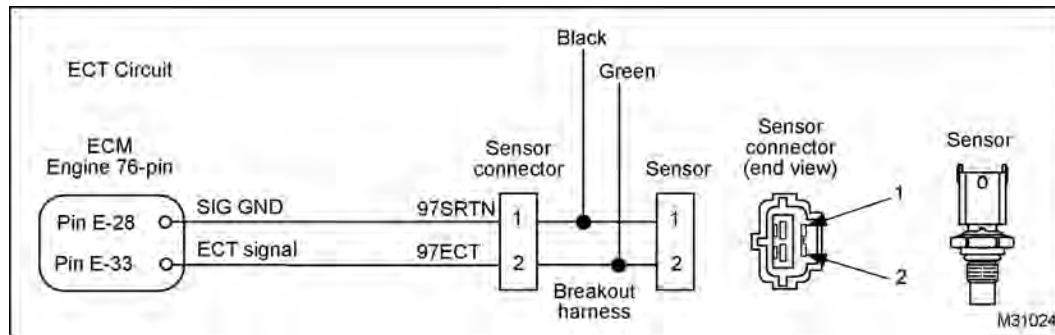 Black
Green
ECT Circuit
ECM
Engine 76-pin
Pin E-28
Pin E-33
SIG GND
ECT signal
97SRTN
97ECT
Sensor
connector
1
2
Breakout
harness
Sensor
1
2
Sensor
connector
(end view)
1
2
Sensor
M31024